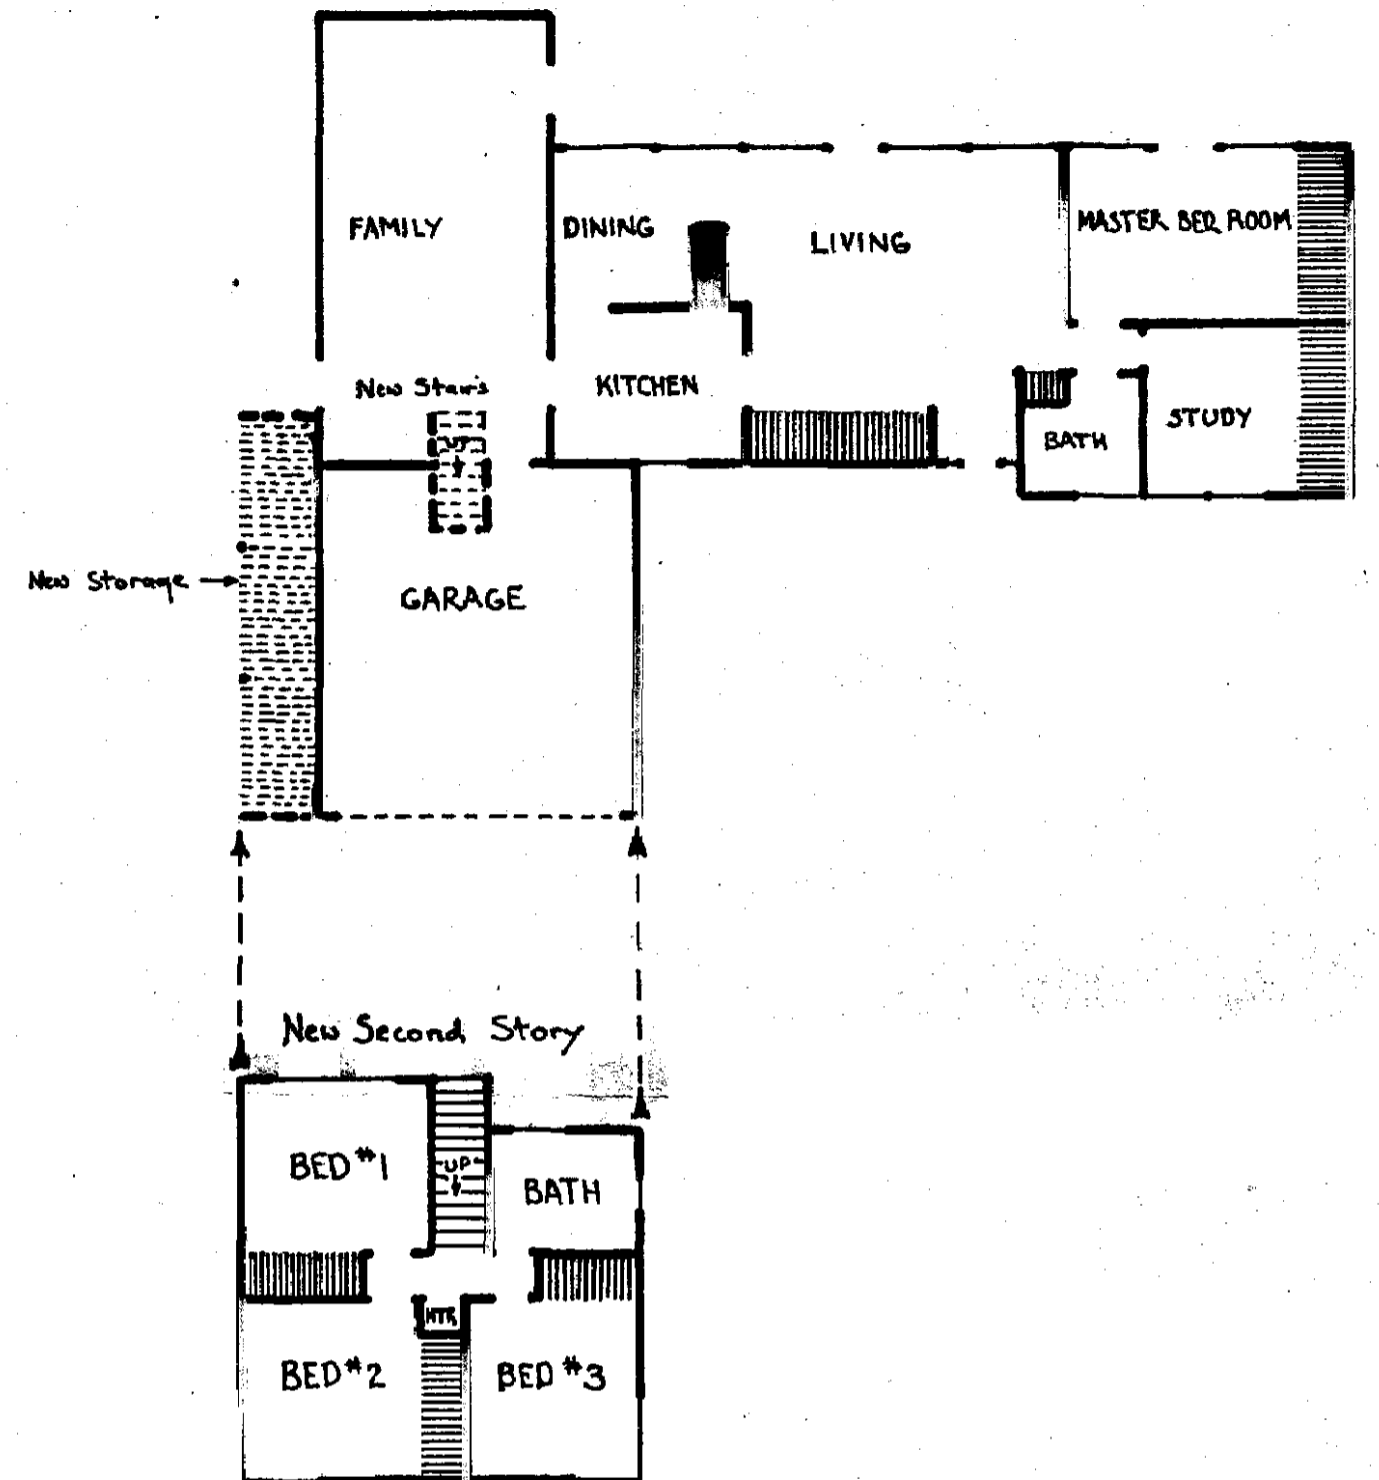 FAMILY
DINING
LIVING
MASTER BED ROOM
New Stairs
KITCHEN
UP
BATH
STUDY
New Storage
GARAGE
New Second Story
BED #1
UP
BATH
HTR
BED #2
BED #3